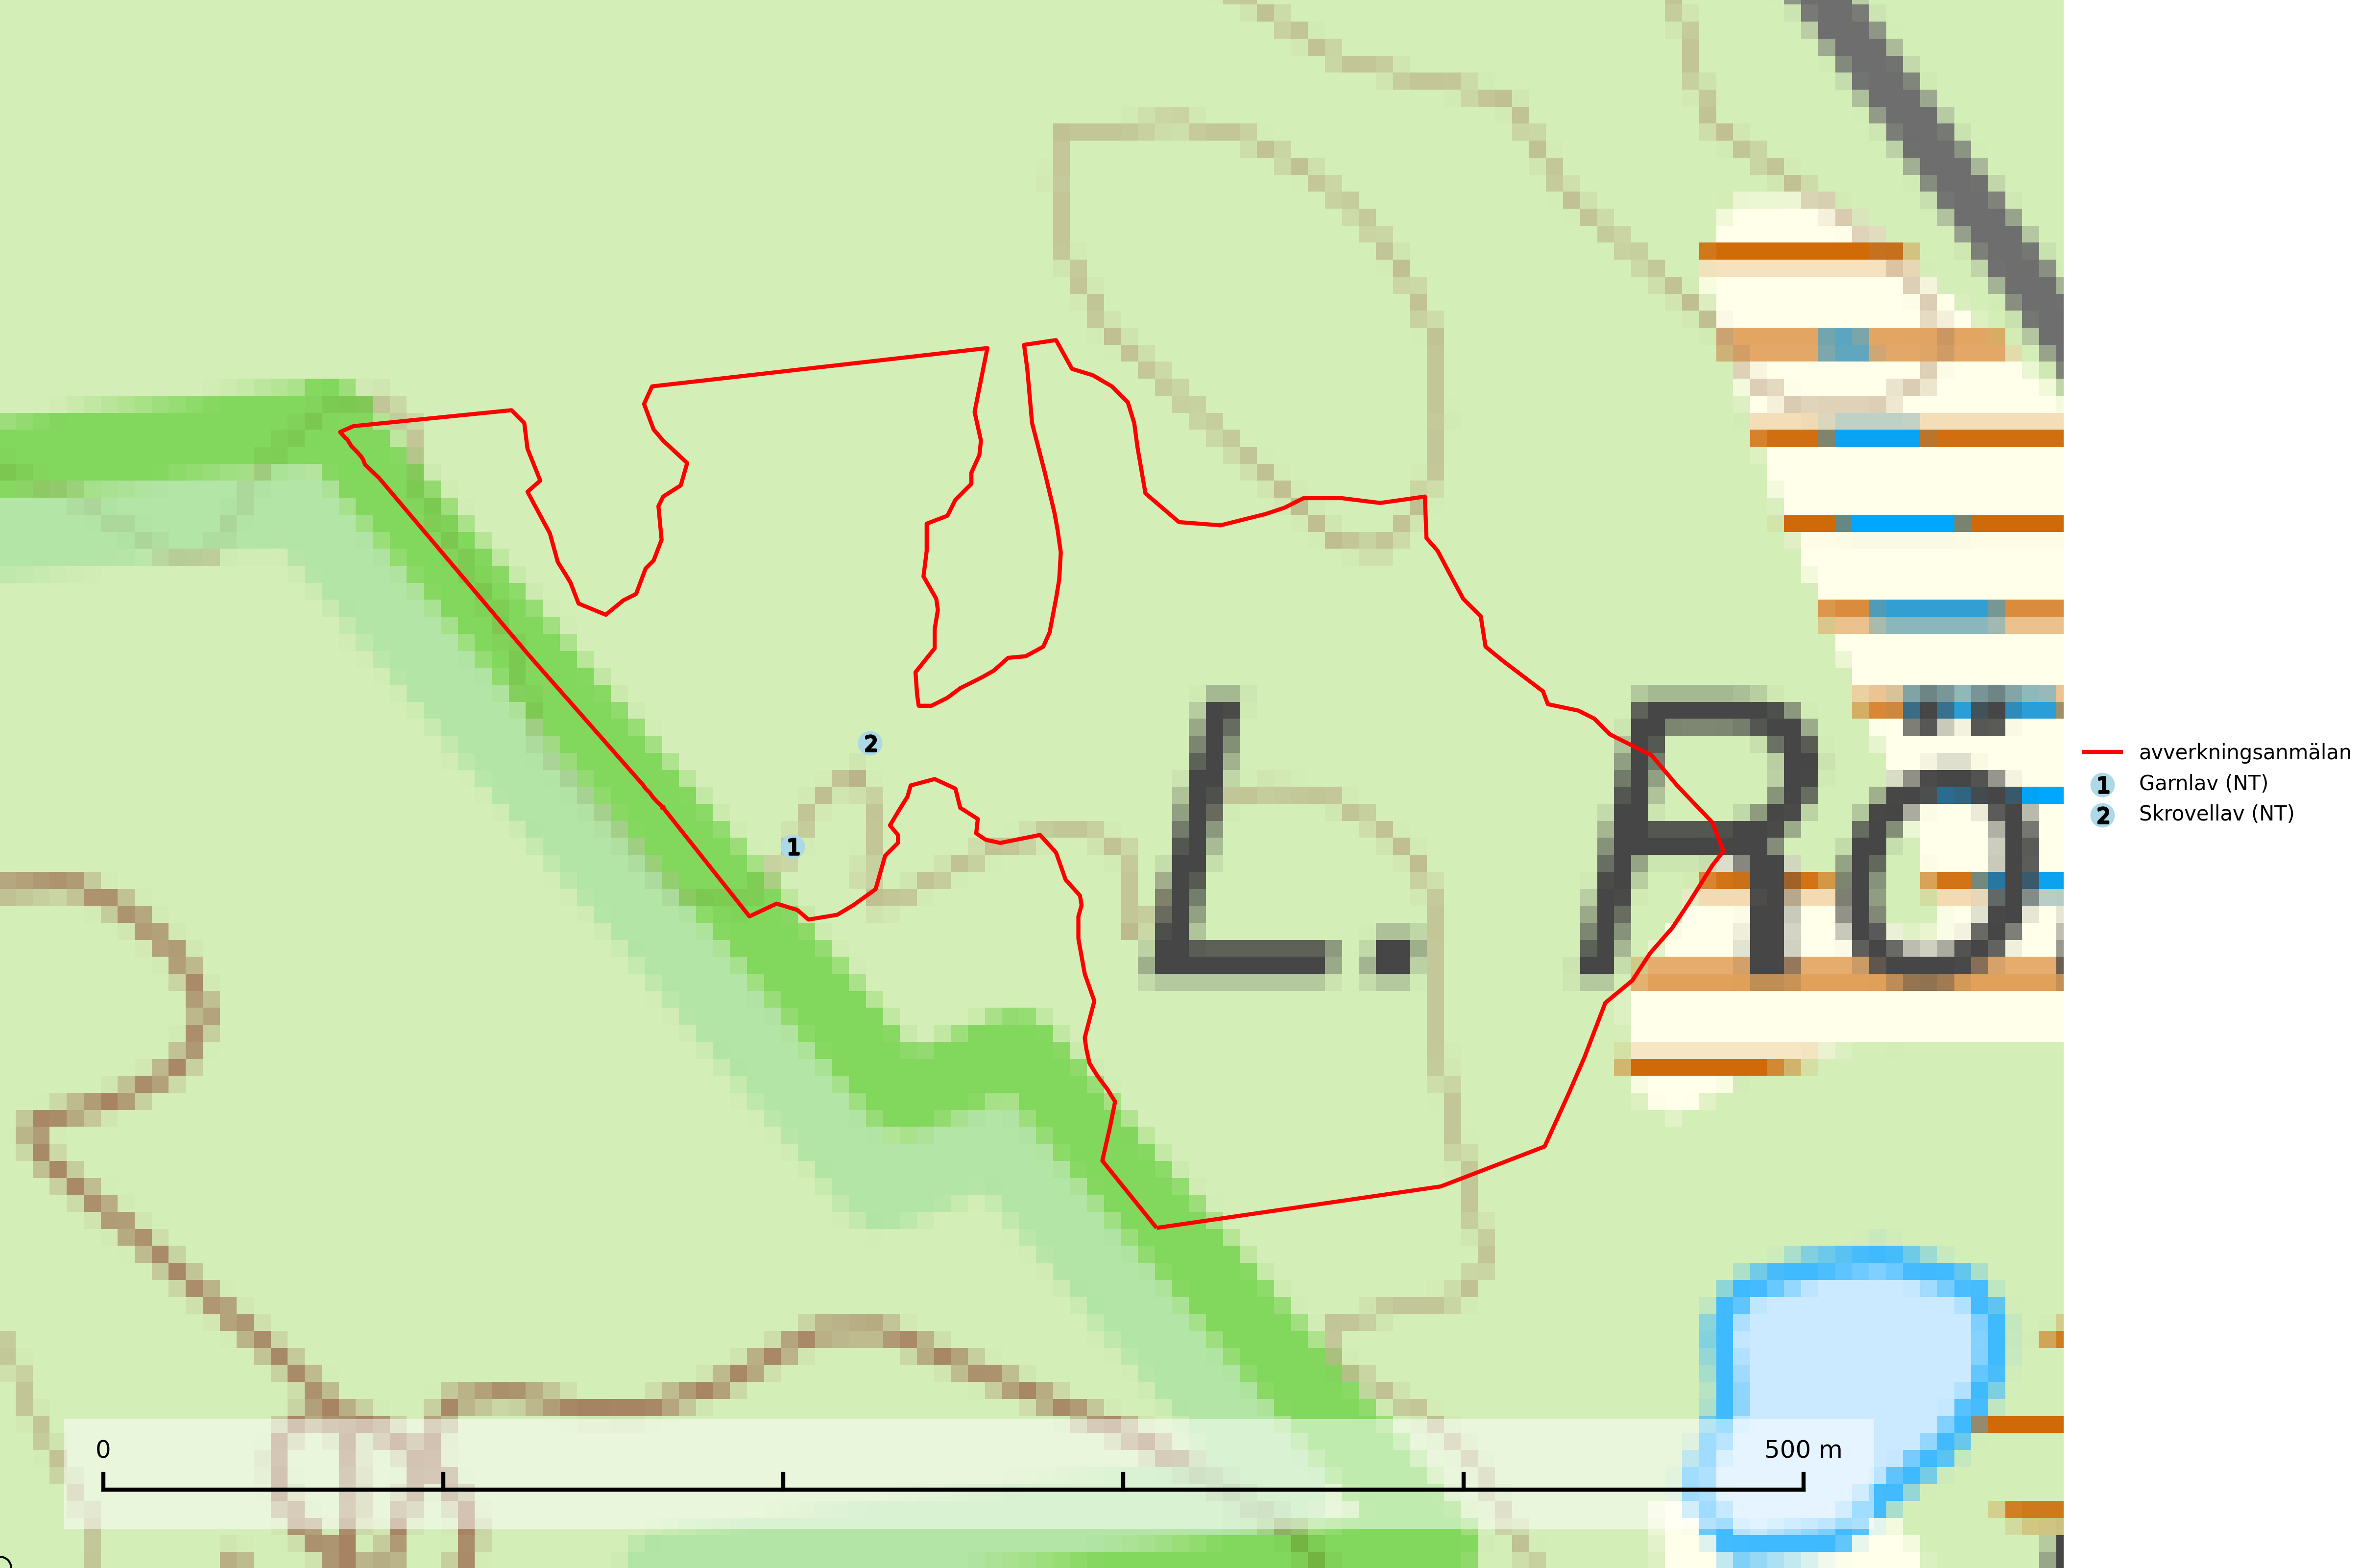 2
1
L. Rö
avverkningsanmälan
1 Garnlav (NT)
2 Skrovellav (NT)
0 500 m